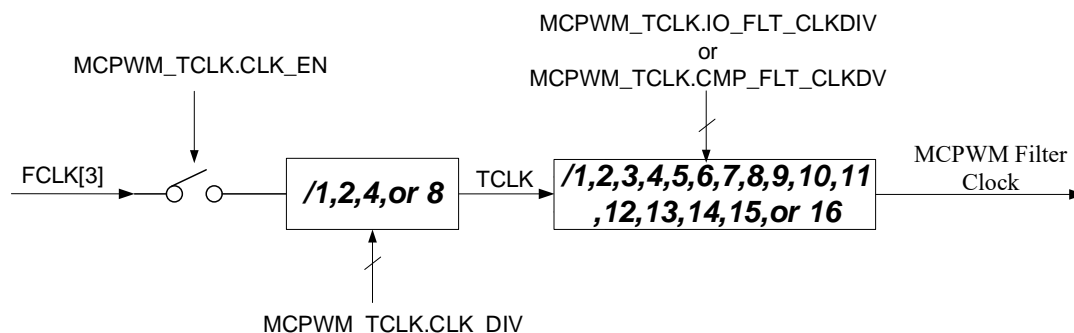 MCPWM_TCLK.IO_FLT_CLKDIV
or
MCPWM_TCLK.CMP_FLT_CLKDV
MCPWM_TCLK.CLK_EN
FCLK[3]
/1,2,4,or 8
TCLK
/1,2,3,4,5,6,7,8,9,10,11
,12,13,14,15,or 16
MCPWM Filter
Clock
MCPWM_TCLK.CLK_DIV